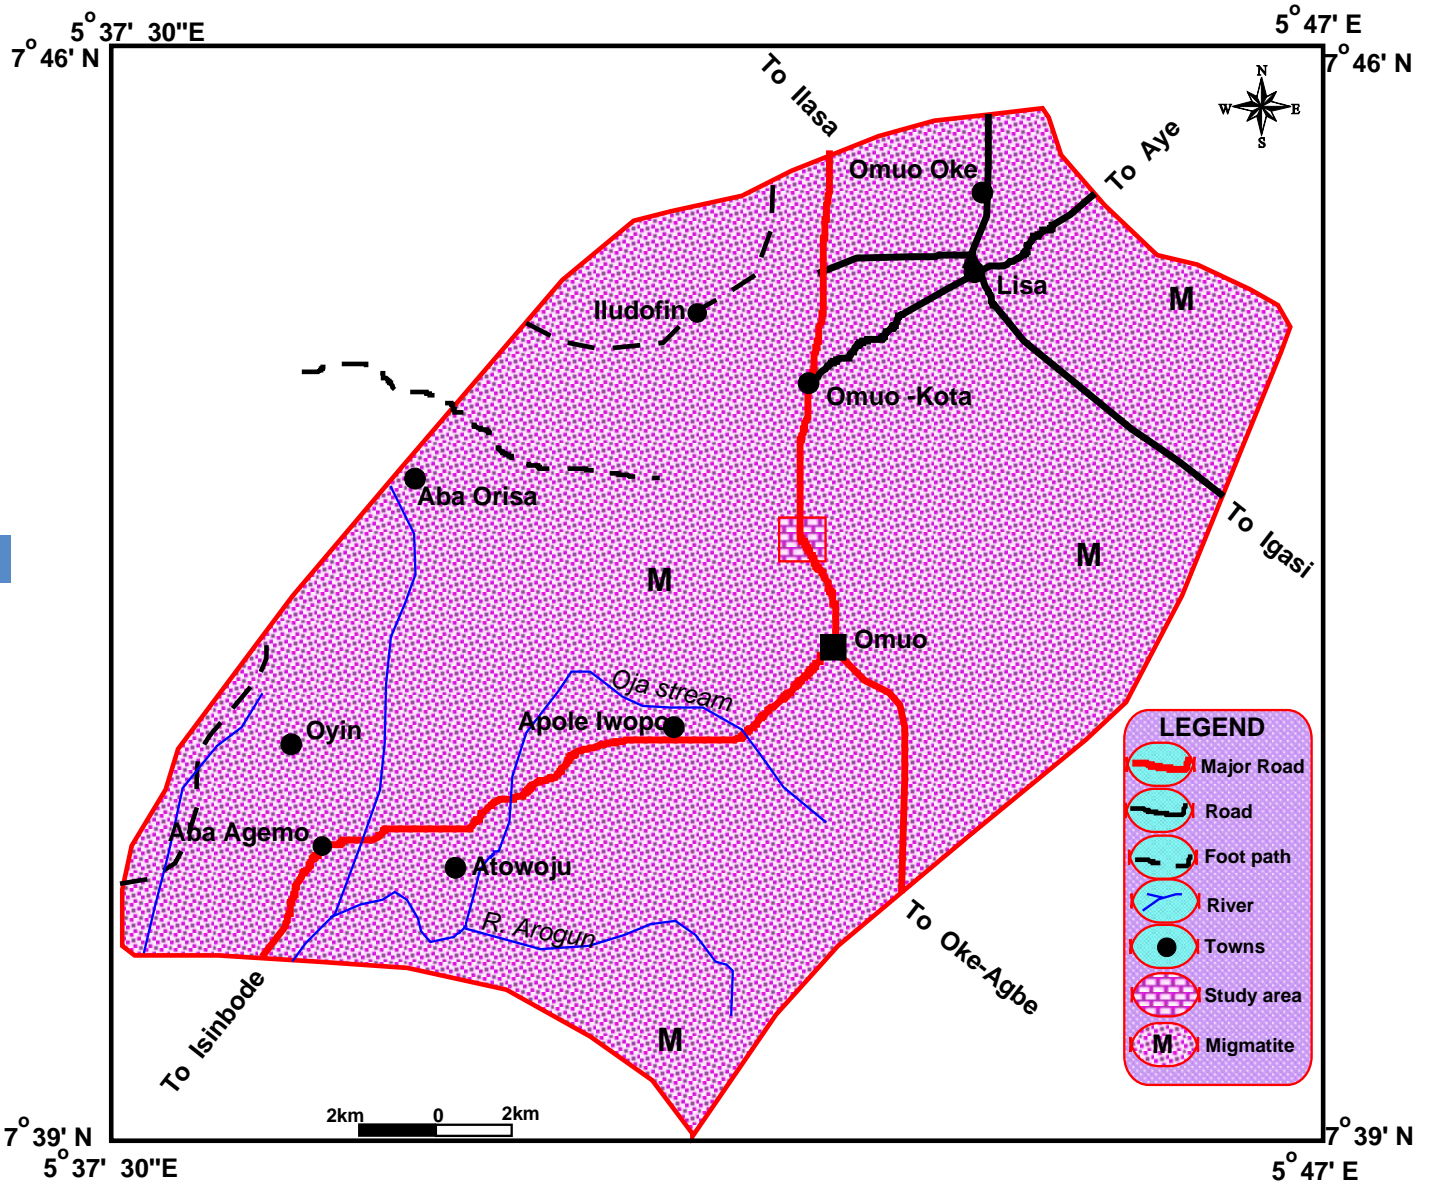 5° 37' 30"E
5° 47' E
7° 46' N
7° 46' N
To Ilasa
N
W
E
S
To Aye
Omuo Oke
Lisa
M
Iludofin
Omuo -Kota
Aba Orisa
To Igasi
M
M
Omuo
Oja stream
Apole Iwopo
Oyin
Aba Agemo
Atowoju
R. Arogun
To Oke-Agbe
To Isinbode
M
LEGEND
Major Road
Road
Foot path
River
Towns
Study area
M Migmatite
2km 0 2km
7° 39' N
7° 39' N
5° 37' 30"E
5° 47' E